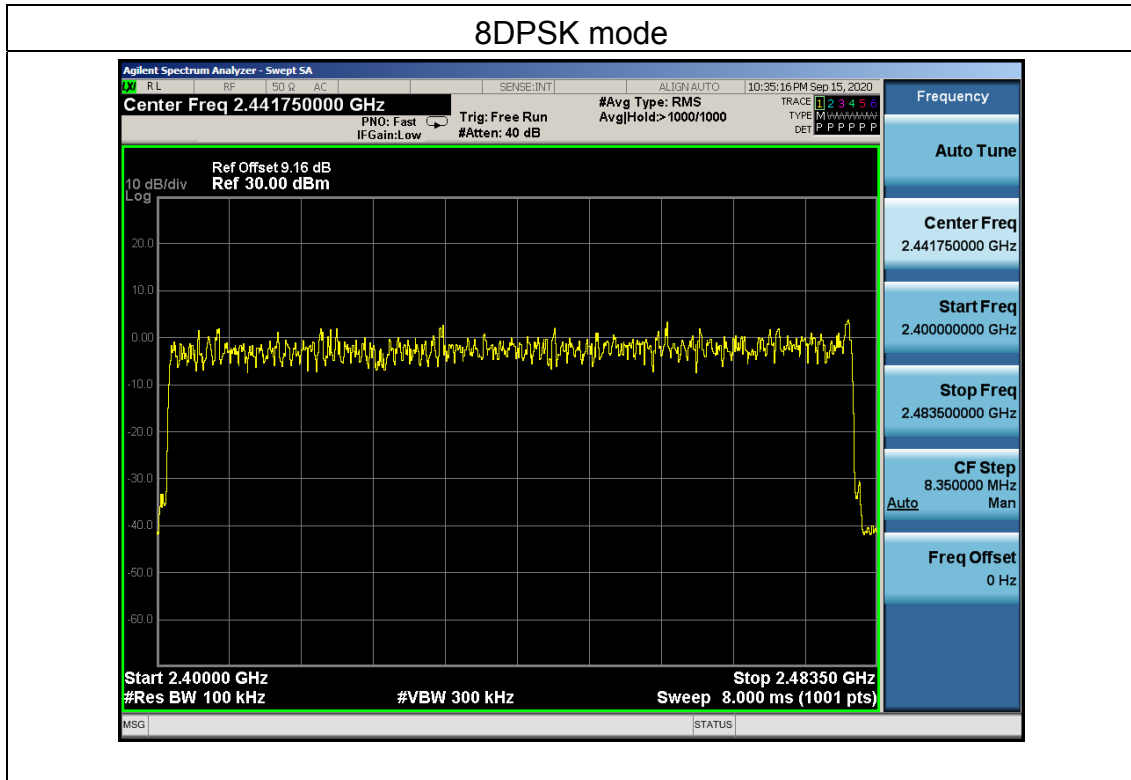 8DPSK mode
Agilent Spectrum Analyzer - Swept SA
LXI RL RF 50 Ω AC SENSE:INT ALIGN AUTO 10:35:16 PM Sep 15, 2020
Center Freq 2.441750000 GHz
#Avg Type: RMS
TRACE 1 2 3 4 5 6
PNO: Fast
Trig: Free Run
Avg|Hold:>1000/1000
TYPE M
IFGain:Low
#Atten: 40 dB
DET P P P P P P
Ref Offset 9.16 dB
10 dB/div Ref 30.00 dBm
Log
20.0
10.0
0.00
-10.0
-20.0
-30.0
-40.0
-50.0
-60.0
Start 2.40000 GHz Stop 2.48350 GHz
#Res BW 100 kHz #VBW 300 kHz Sweep 8.000 ms (1001 pts)
MSG STATUS
Frequency
Auto Tune
Center Freq
2.441750000 GHz
Start Freq
2.400000000 GHz
Stop Freq
2.483500000 GHz
CF Step
8.350000 MHz
Auto Man
Freq Offset
0 Hz